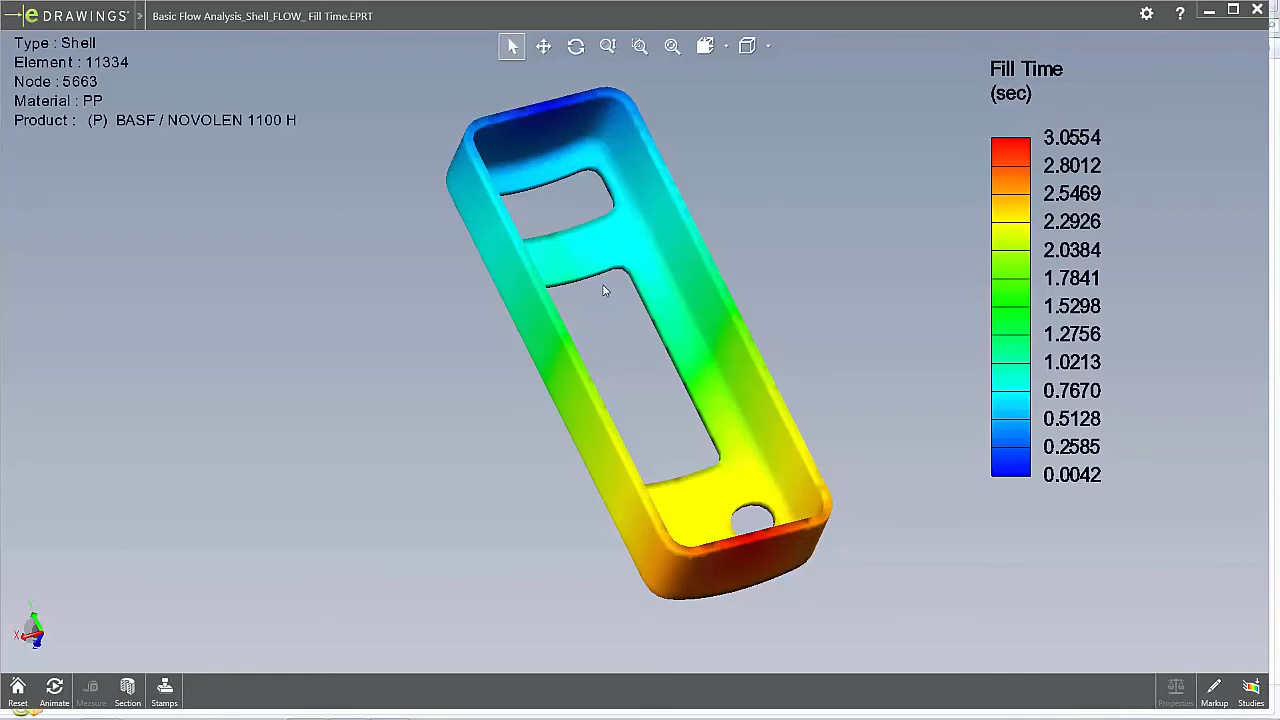 eDRAWINGS® » Basic Flow Analysis_Shell_FLOW_ Fill Time.EPRT
?
Type : Shell
Element : 11334
Node : 5663
Material : PP
Product : (P) BASF / NOVOLEN 1100 H
Fill Time
(sec)
3.0554
2.8012
2.5469
2.2926
2.0384
1.7841
1.5298
1.2756
1.0213
0.7670
0.5128
0.2585
0.0042
X
Reset Animate Measure Section Stamps Properties Markup Studies